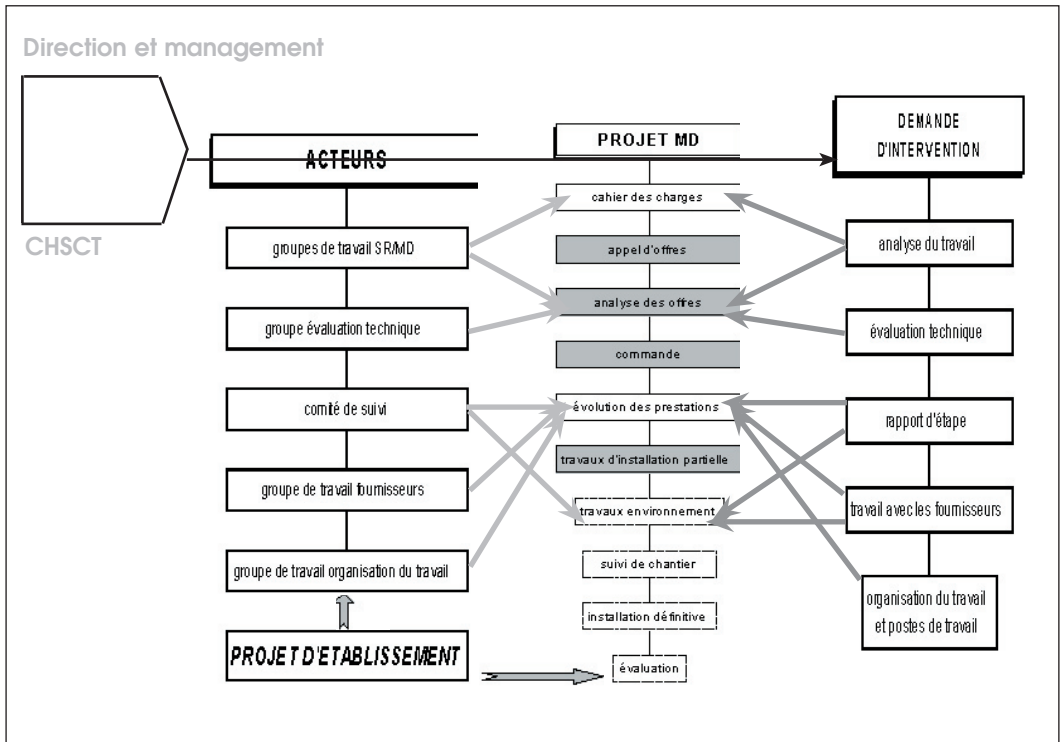 Direction et management
CHSCT
ACTEURS
groupes de travail SR/MD
groupe évaluation technique
comité de suivi
groupe de travail fournisseurs
groupe de travail organisation du travail
PROJET D'ETABLISSEMENT
PROJET MD
cahier des charges
appel d'offres
analyse des offres
commande
évolution des prestations
travaux d'installation partielle
travaux environnement
suivi de chantier
installation définitive
évaluation
DEMANDE
D'INTERVENTION
analyse du travail
évaluation technique
rapport d'étape
travail avec les fournisseurs
organisation du travail
et postes de travail